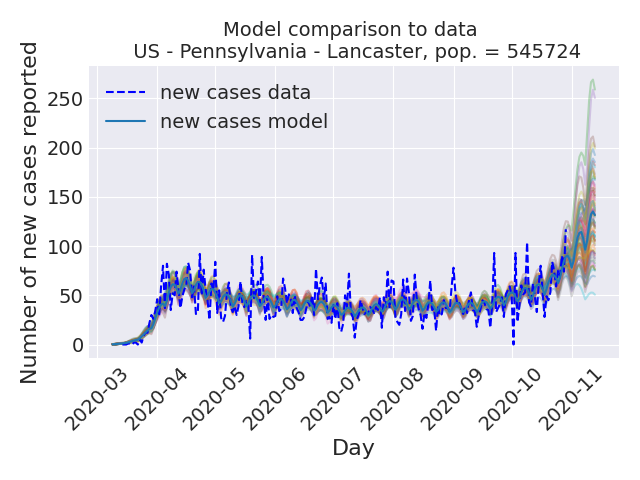 Model comparison to data
US - Pennsylvania - Lancaster, pop. = 545724
new cases data
new cases model
Number of new cases reported
250
200
150
100
50
0
2020-03
2020-04
2020-05
2020-06
2020-07
2020-08
2020-09
2020-10
2020-11
Day